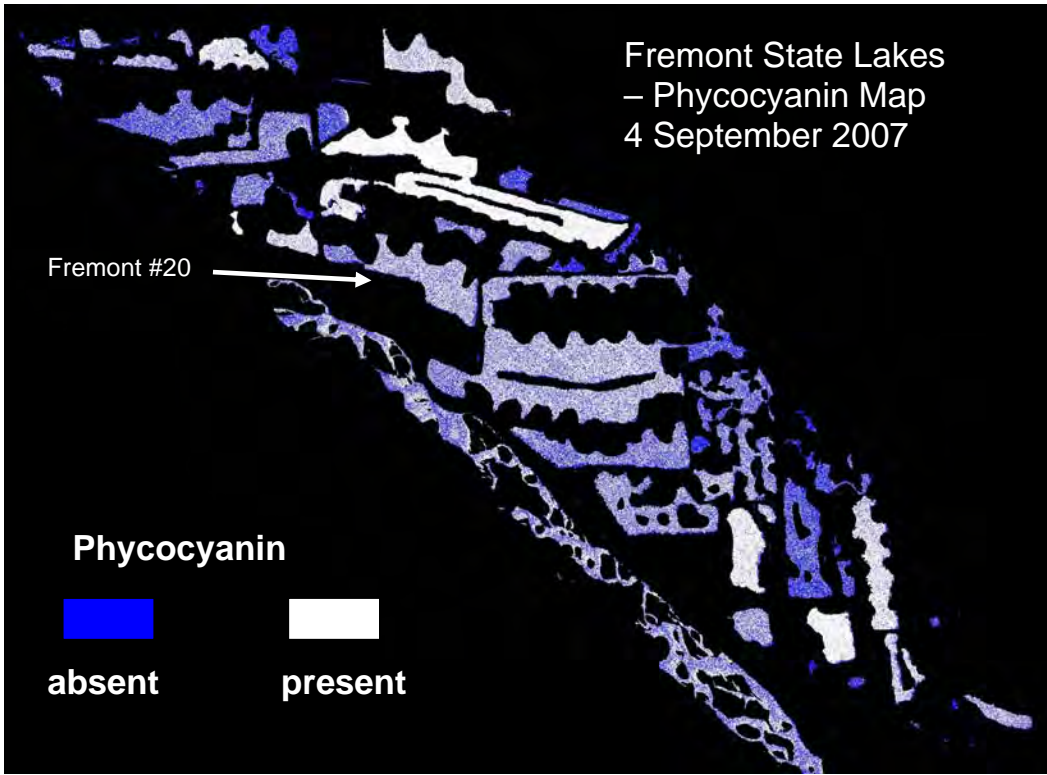 Fremont State Lakes
– Phycocyanin Map
4 September 2007
Fremont #20
Phycocyanin
absent present